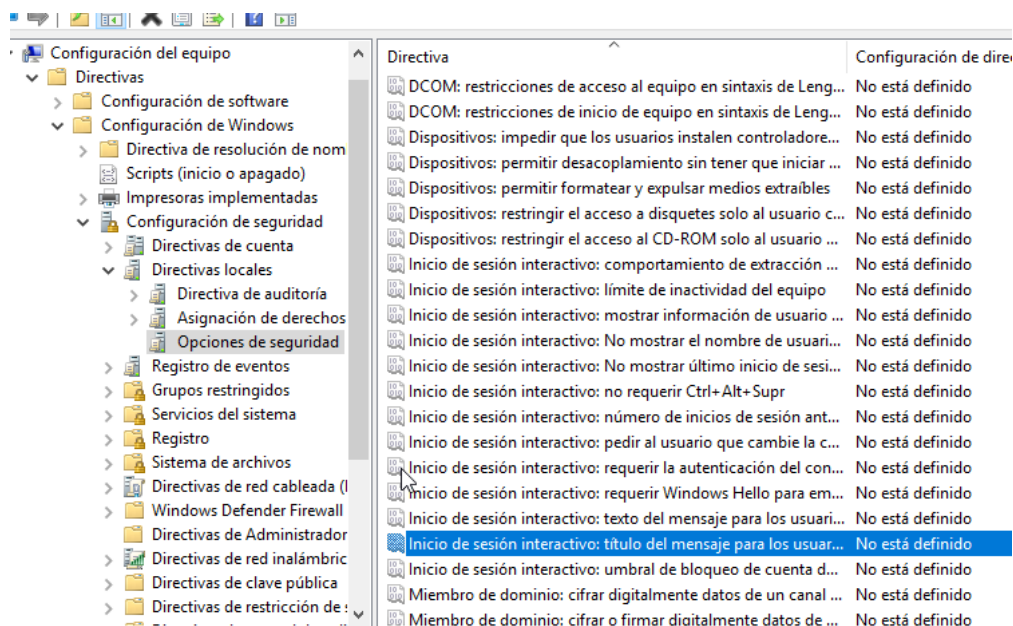 Configuración del equipo
Directivas
Configuración de software
Configuración de Windows
Directiva de resolución de nom
Scripts (inicio o apagado)
Impresoras implementadas
Configuración de seguridad
Directivas de cuenta
Directivas locales
Directiva de auditoría
Asignación de derechos
Opciones de seguridad
Registro de eventos
Grupos restringidos
Servicios del sistema
Registro
Sistema de archivos
Directivas de red cableada (I
Windows Defender Firewall
Directivas de Administrador
Directivas de red inalámbric
Directivas de clave pública
Directivas de restricción de
Directiva Configuración de dire
DCOM: restricciones de acceso al equipo en sintaxis de Leng... No está definido
DCOM: restricciones de inicio de equipo en sintaxis de Leng... No está definido
Dispositivos: impedir que los usuarios instalen controladore... No está definido
Dispositivos: permitir desacoplamiento sin tener que iniciar ... No está definido
Dispositivos: permitir formatear y expulsar medios extraíbles No está definido
Dispositivos: restringir el acceso a disquetes solo al usuario c... No está definido
Dispositivos: restringir el acceso al CD-ROM solo al usuario ... No está definido
Inicio de sesión interactivo: comportamiento de extracción ... No está definido
Inicio de sesión interactivo: límite de inactividad del equipo No está definido
Inicio de sesión interactivo: mostrar información de usuario ... No está definido
Inicio de sesión interactivo: No mostrar el nombre de usuari... No está definido
Inicio de sesión interactivo: No mostrar último inicio de sesi... No está definido
Inicio de sesión interactivo: no requerir Ctrl+Alt+Supr No está definido
Inicio de sesión interactivo: número de inicios de sesión ant... No está definido
Inicio de sesión interactivo: pedir al usuario que cambie la c... No está definido
Inicio de sesión interactivo: requerir la autenticación del con... No está definido
Inicio de sesión interactivo: requerir Windows Hello para em... No está definido
Inicio de sesión interactivo: texto del mensaje para los usuari... No está definido
Inicio de sesión interactivo: título del mensaje para los usuar... No está definido
Inicio de sesión interactivo: umbral de bloqueo de cuenta d... No está definido
Miembro de dominio: cifrar digitalmente datos de un canal ... No está definido
Miembro de dominio: cifrar o firmar digitalmente datos de ... No está definido